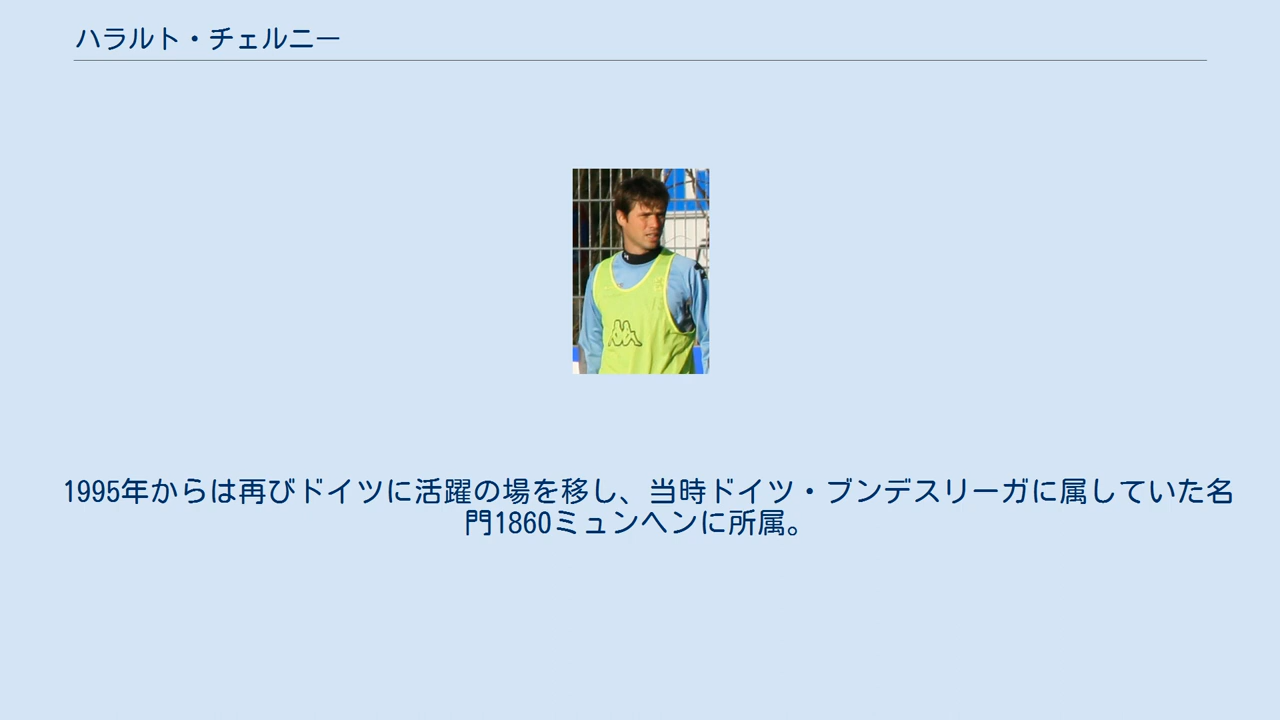 ハラルト・チェルニー
1995年からは再びドイツに活躍の場を移し、当時ドイツ・ブンデスリーガに属していた名
門1860ミュンヘンに所属。